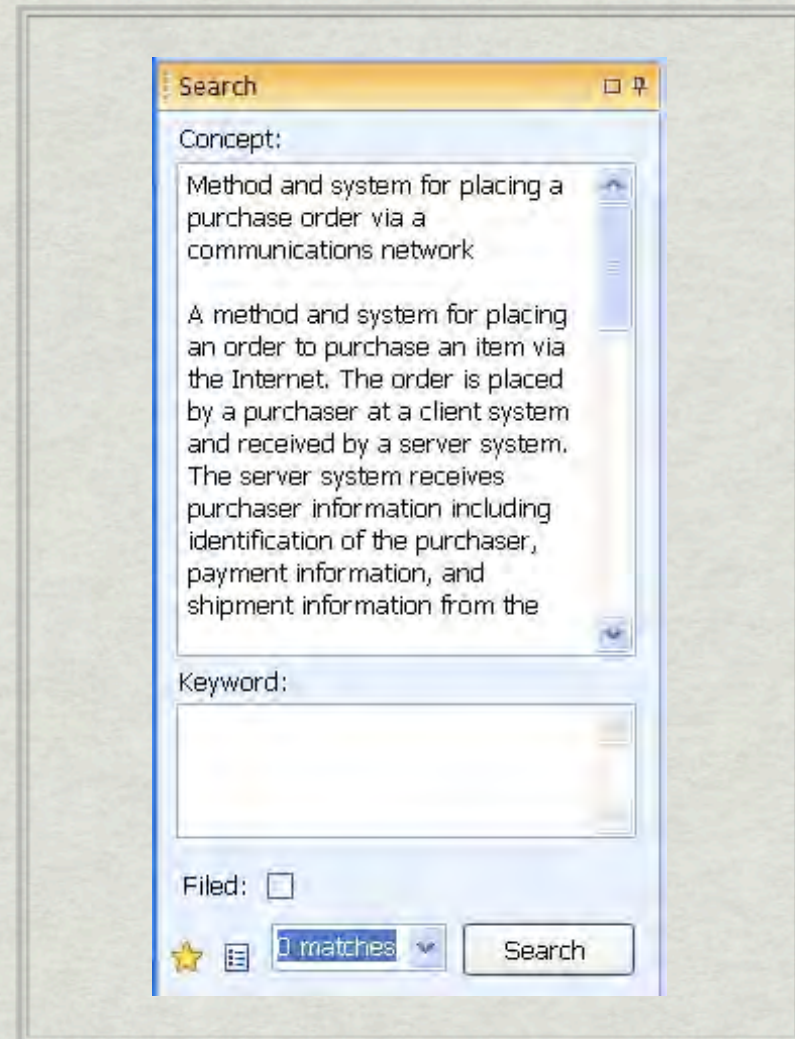 Search
Concept:
Method and system for placing a
purchase order via a
communications network
A method and system for placing
an order to purchase an item via
the Internet. The order is placed
by a purchaser at a client system
and received by a server system.
The server system receives
purchaser information including
identification of the purchaser,
payment information, and
shipment information from the
Keyword:
Filed:
0 matches
Search